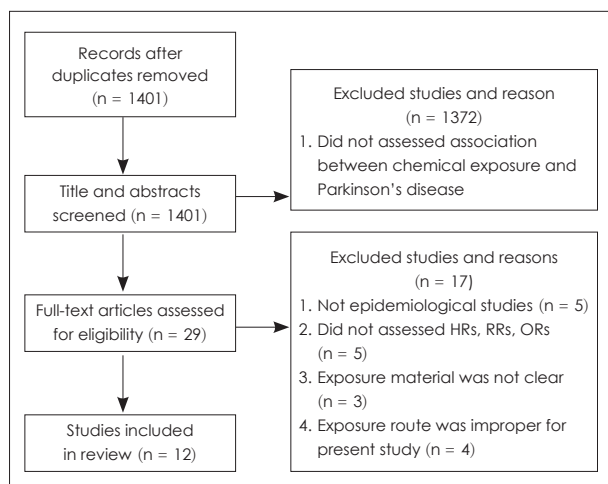 Records after
duplicates removed
(n = 1401)
Excluded studies and reason
(n = 1372)
1. Did not assessed association
between chemical exposure and
Parkinson's disease
Title and abstracts
screened (n = 1401)
Excluded studies and reasons
(n = 17)
1. Not epidemiological studies (n = 5)
2. Did not assessed HRs, RRs, ORs
(n = 5)
3. Exposure material was not clear
(n = 3)
4. Exposure route was improper for
present study (n = 4)
Full-text articles assessed
for eligibility (n = 29)
Studies included
in review (n = 12)